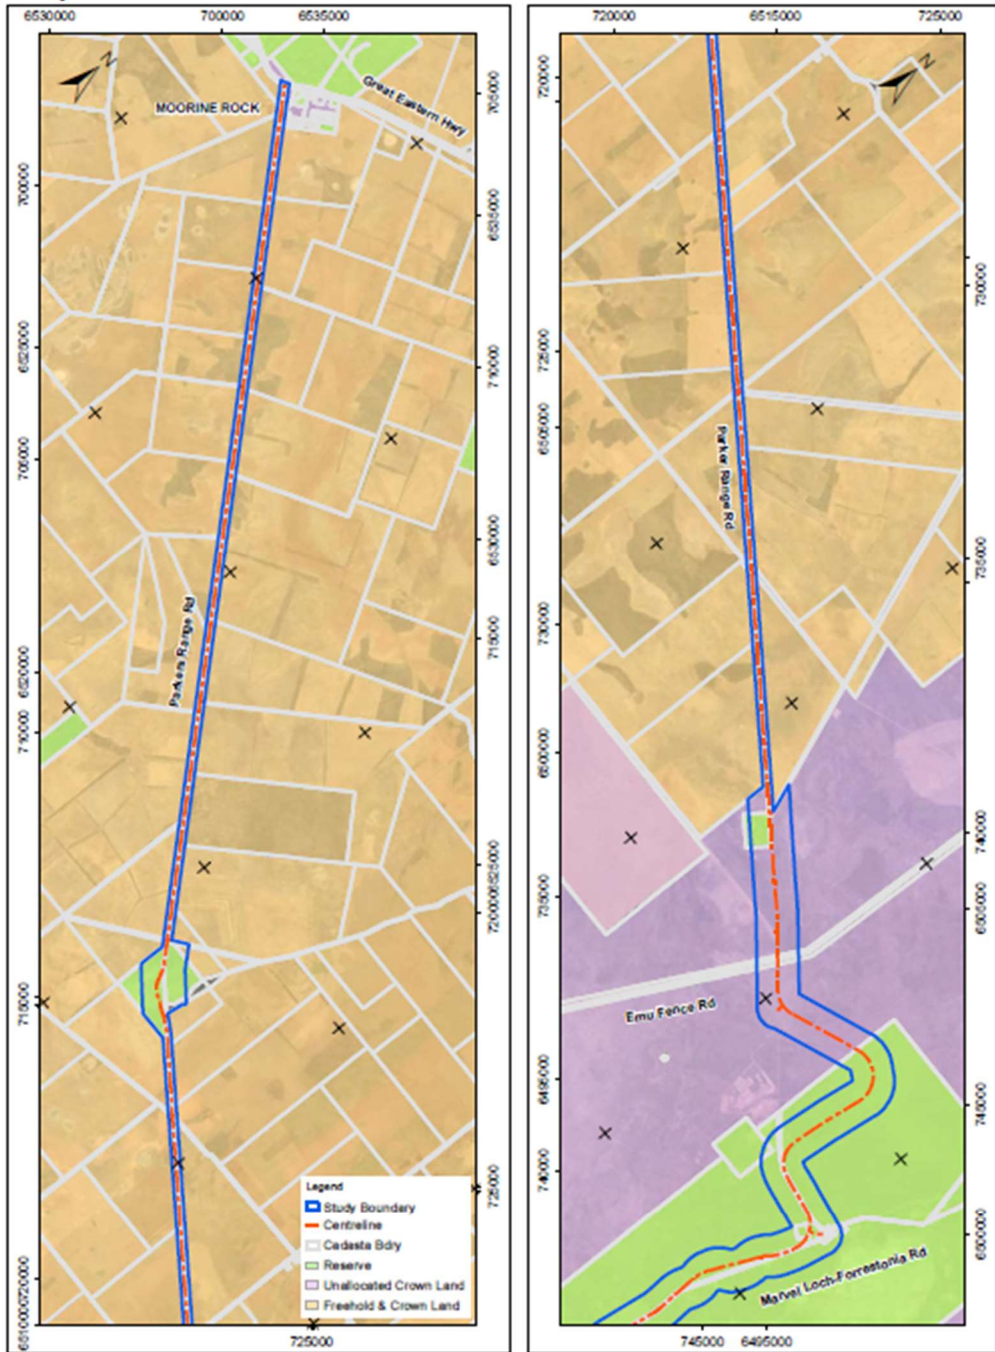 6530000 700000 6535000
720000 6515000 725000
N
N
MOORINE ROCK
Great Eastern Hwy
705000
700000
6535000
6525000
710000
705000
6530000
Parkers Range Rd
715000
6520000
710000
6525000
720000
715000
725000
720000
6510000
725000
720000
730000
725000
6505000
Parker Range Rd
735000
730000
6500000
740000
735000
6505000
Emu Fence Rd
6495000
745000
740000
6500000
Marvel Loch-Forrestonia Rd
745000 6495000
Legend
Study Boundary
Centreline
Cadasta Bdry
Reserve
Unallocated Crown Land
Freehold & Crown Land